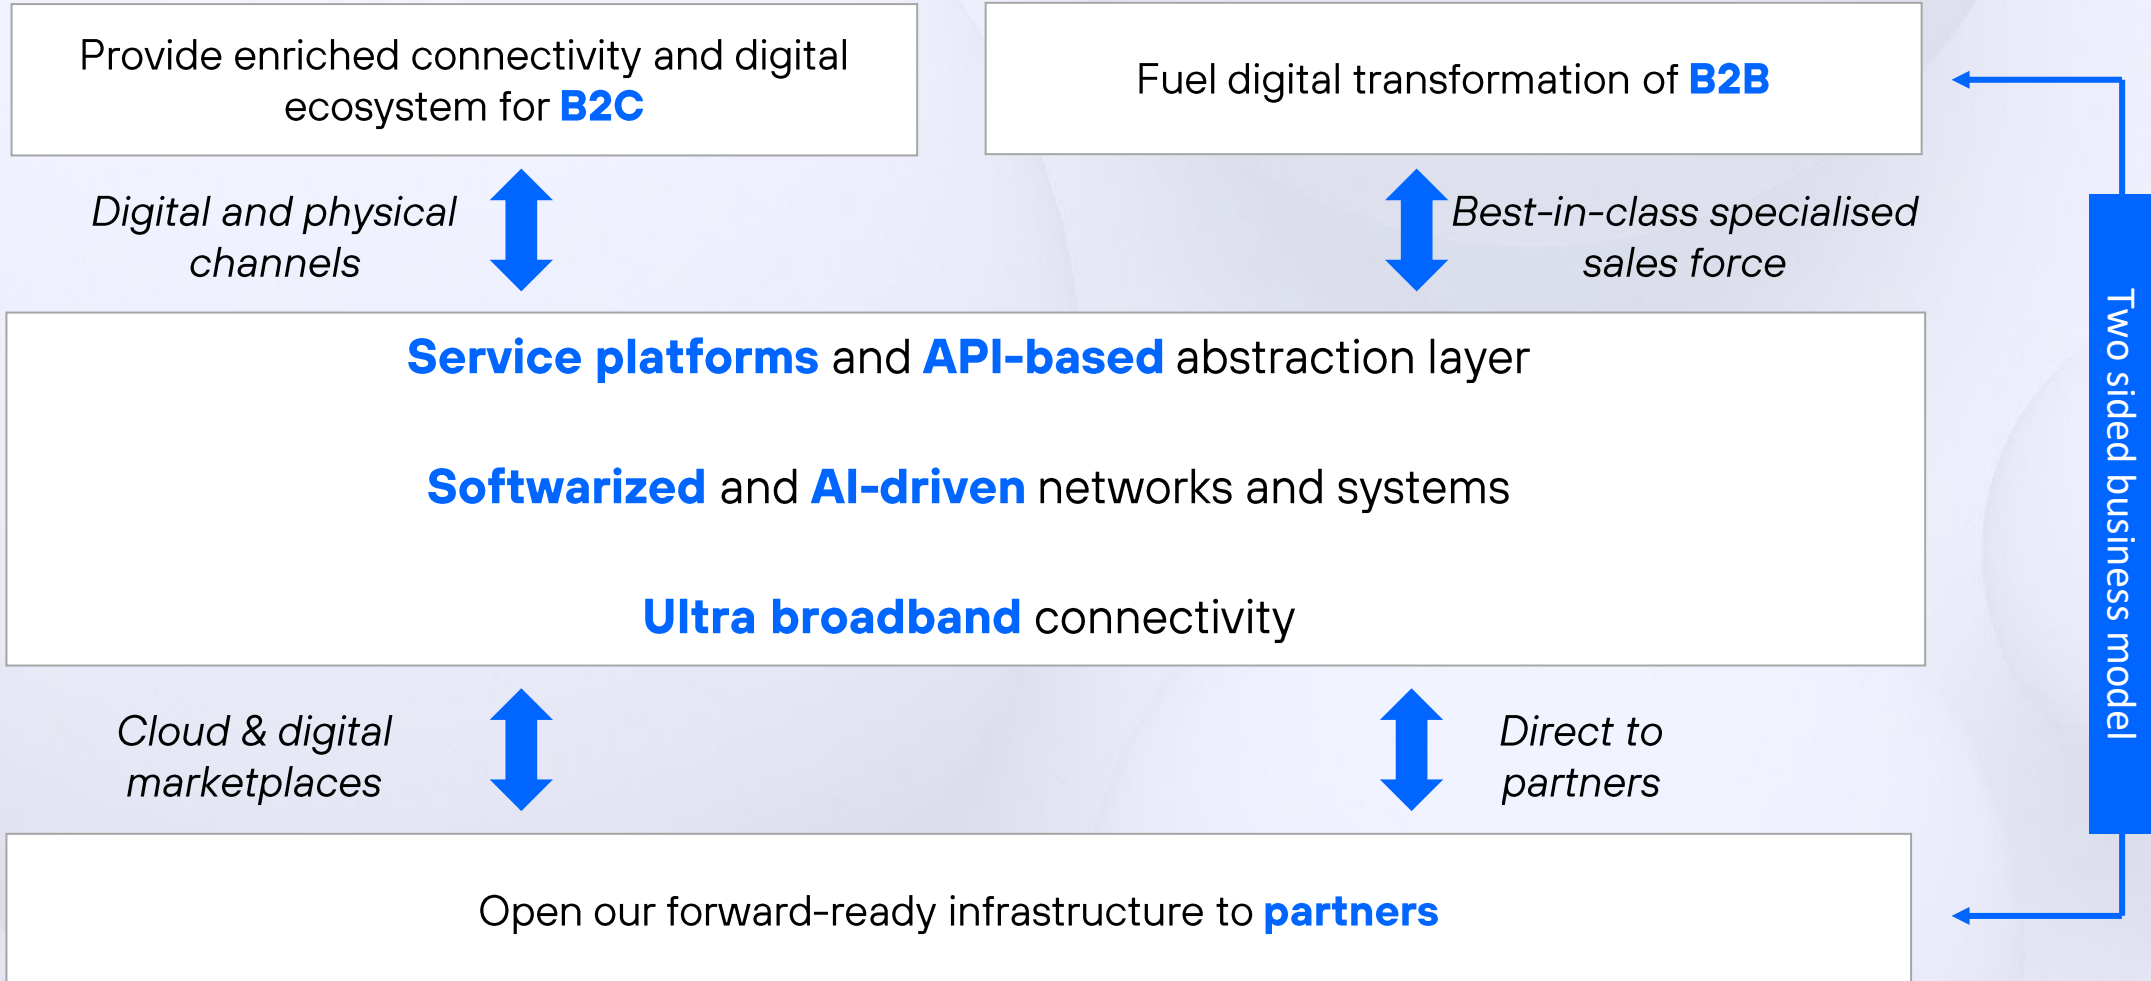 Provide enriched connectivity and digital
ecosystem for B2C
Fuel digital transformation of B2B
Digital and physical
channels
Best-in-class specialised
sales force
Service platforms and API-based abstraction layer
Softwarized and AI-driven networks and systems
Ultra broadband connectivity
Two sided business model
Cloud & digital
marketplaces
Direct to
partners
Open our forward-ready infrastructure to partners